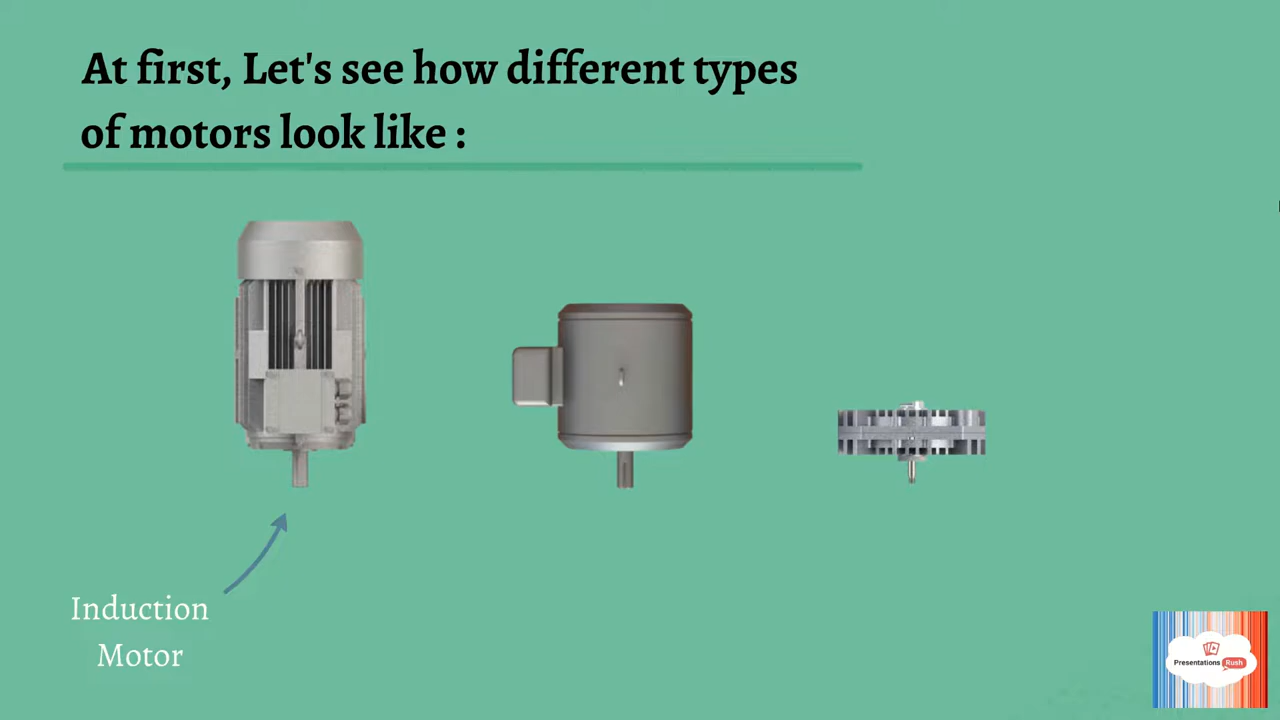 At first, Let's see how different types
of motors look like :
Induction
Motor
Presentations Rush